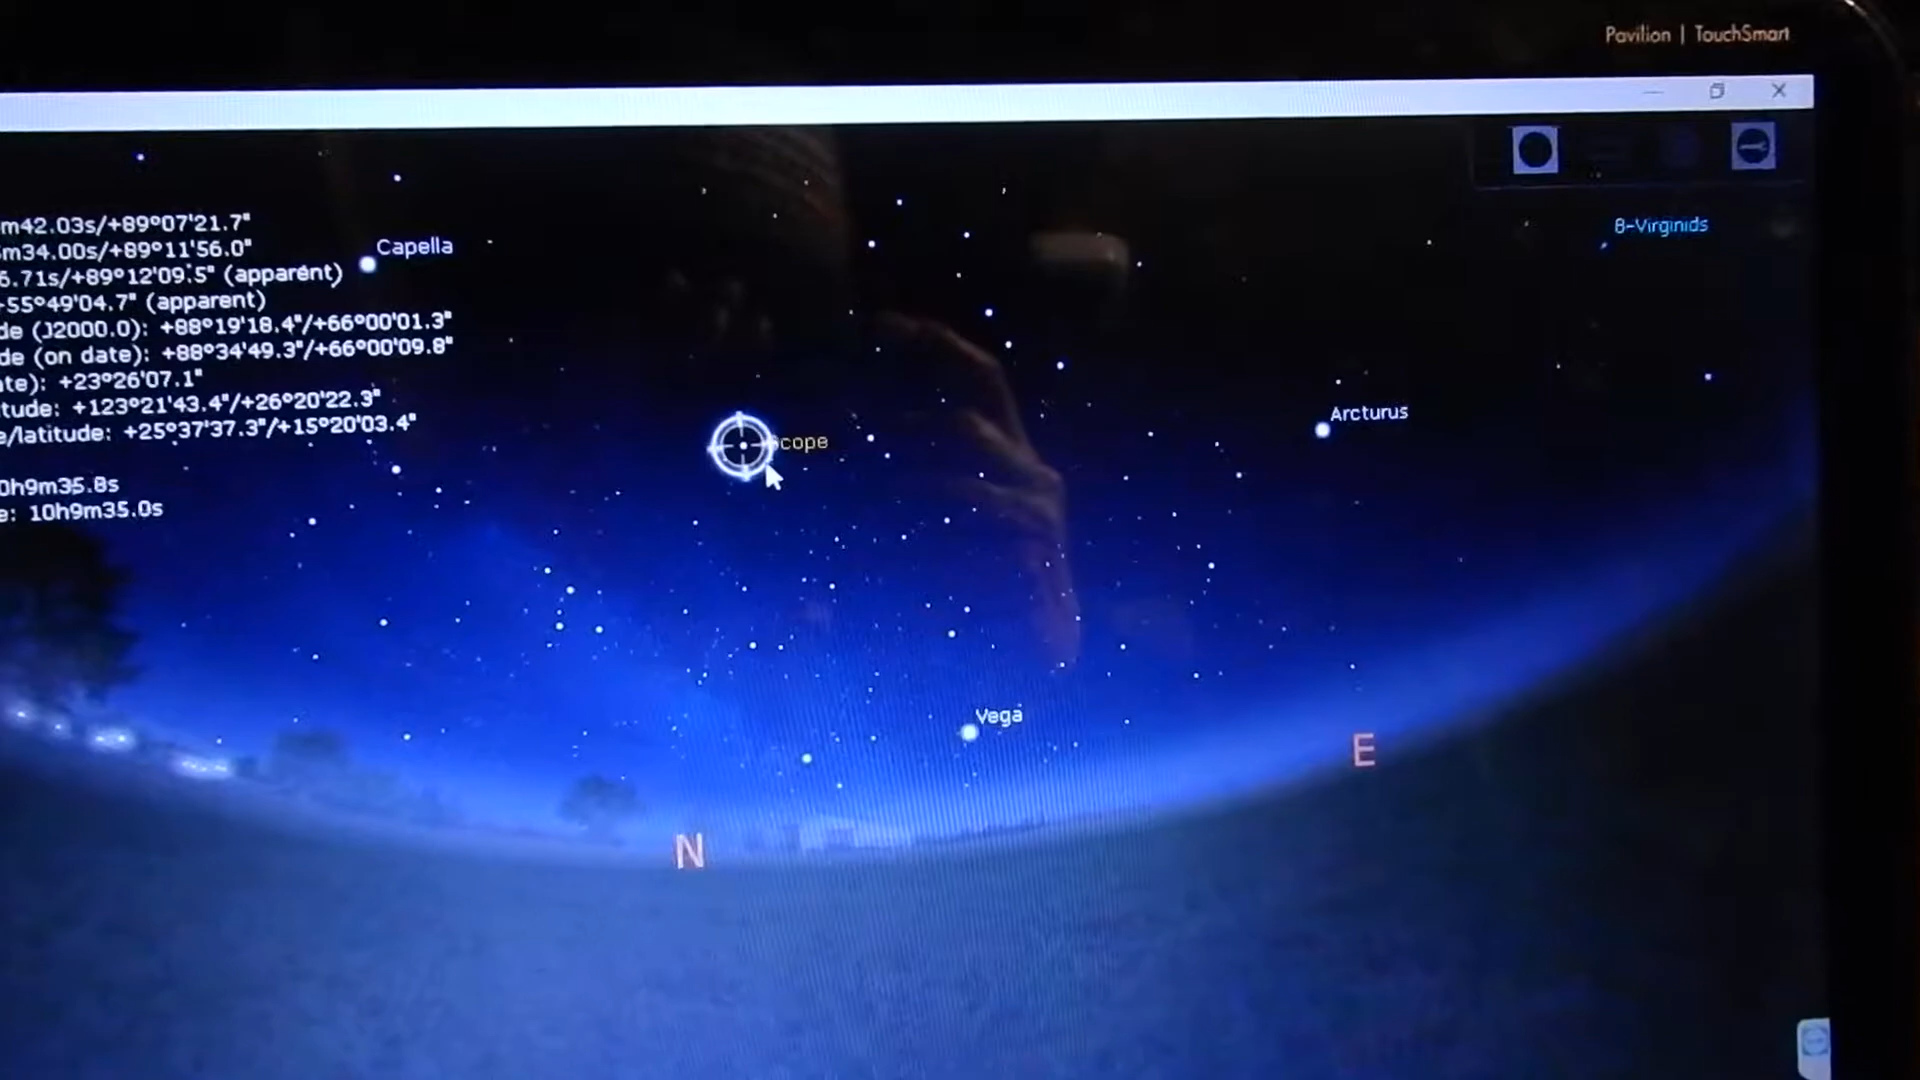 Pavilion | TouchSmart
B-Virginids
m42.03s/+89°07'21.7"
m34.00s/+89°11'56.0"
6.71s/+89°12'09.5" (apparent)
+55°49'04.7" (apparent)
de (J2000.0): +88°19'18.4"/+66°00'01.3"
de (on date): +88°34'49.3"/+66°00'09.8"
ate): +23°26'07.1"
tude: +123°21'43.4"/+26°20'22.3"
e/latitude: +25°37'37.3"/+15°20'03.4"
0h9m35.8s
e: 10h9m35.0s
Capella
Arcturus
cope
Vega
E
N